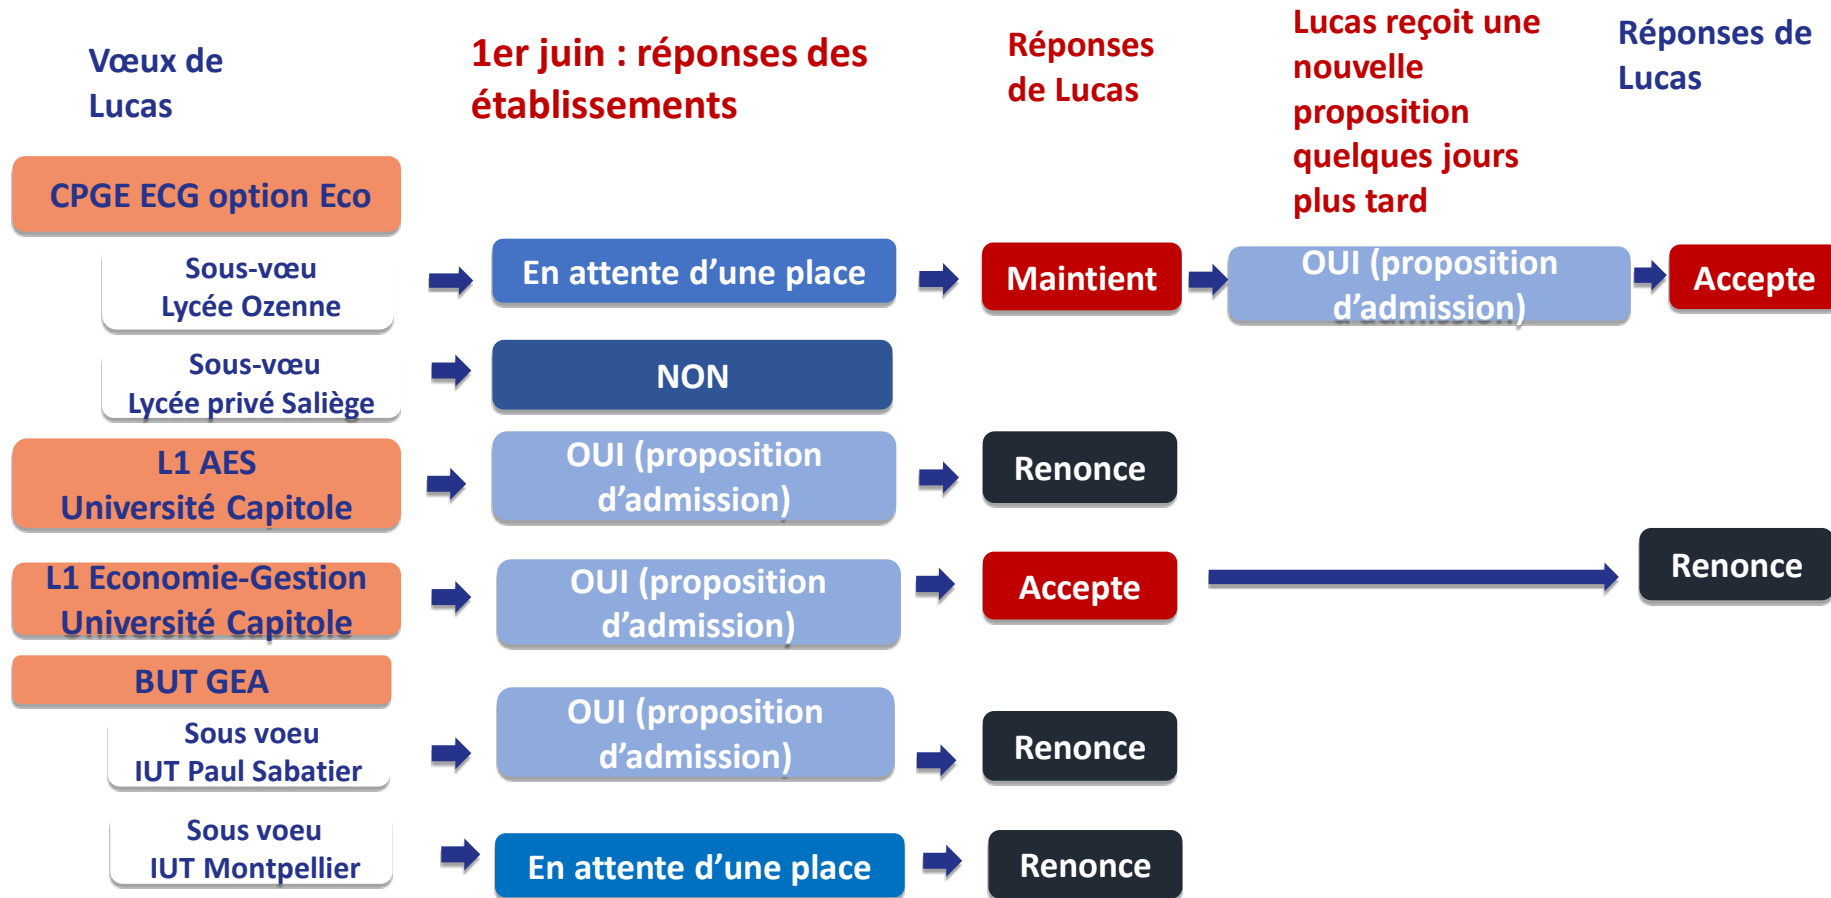 Vœux de
Lucas
1er juin : réponses des
établissements
Réponses
de Lucas
Lucas reçoit une
nouvelle
proposition
quelques jours
plus tard
Réponses de
Lucas
CPGE ECG option Eco
Sous-vœu
Lycée Ozenne
En attente d’une place
Maintient
OUI (proposition
d’admission)
Accepte
Sous-vœu
Lycée privé Saliège
NON
L1 AES
Université Capitole
OUI (proposition
d’admission)
Renonce
L1 Economie-Gestion
Université Capitole
OUI (proposition
d’admission)
Accepte
Renonce
BUT GEA
Sous voeu
IUT Paul Sabatier
OUI (proposition
d’admission)
Renonce
Sous voeu
IUT Montpellier
En attente d’une place
Renonce